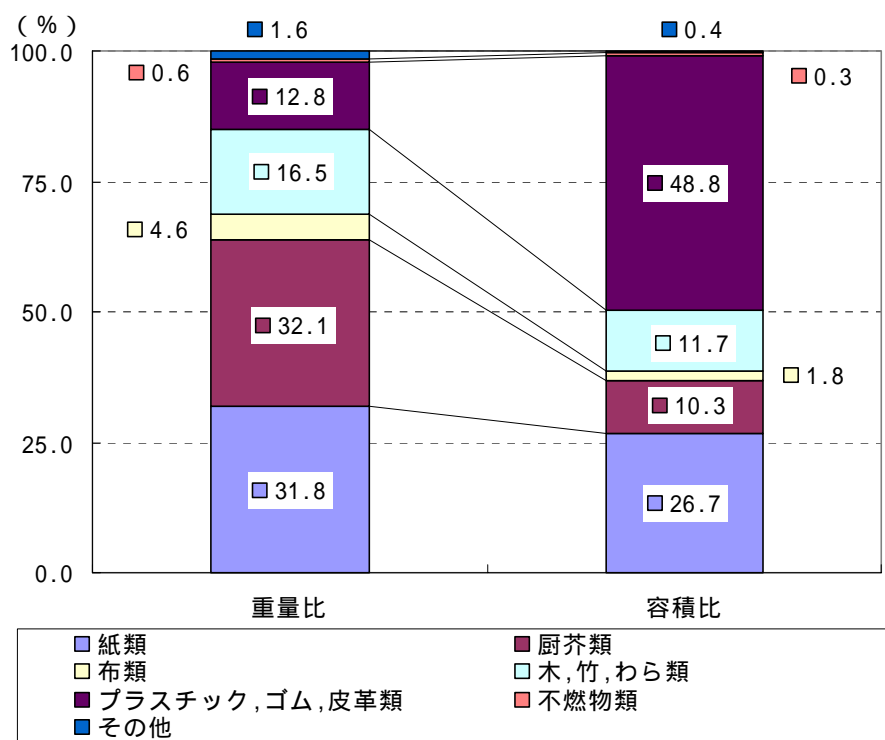 (%)
1.6
0.4
100.0
0.6
0.3
12.8
48.8
75.0
16.5
4.6
50.0
32.1
11.7
1.8
10.3
25.0
31.8
26.7
0.0
重量比
容積比
紙類
厨芥類
布類
木,竹,わら類
プラスチック,ゴム,皮革類
不燃物類
その他